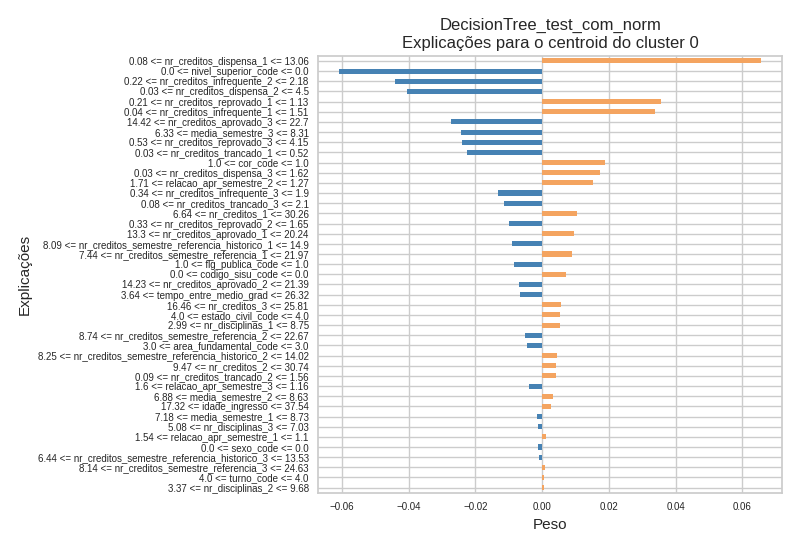 DecisionTree_test_com_norm
Explicações para o centroid do cluster 0
0.08 <= nr_creditos_dispensa_1 <= 13.06
0.0 <= nivel_superior_code <= 0.0
0.22 <= nr_creditos_infrequente_2 <= 2.18
0.03 <= nr_creditos_dispensa_2 <= 4.5
0.21 <= nr_creditos_reprovado_1 <= 1.13
0.04 <= nr_creditos_infrequente_1 <= 1.51
14.42 <= nr_creditos_aprovado_3 <= 22.7
6.33 <= media_semestre_3 <= 8.31
0.53 <= nr_creditos_reprovado_3 <= 4.15
0.03 <= nr_creditos_trancado_1 <= 0.52
1.0 <= cor_code <= 1.0
0.03 <= nr_creditos_dispensa_3 <= 1.62
1.71 <= relacao_apr_semestre_2 <= 1.27
0.34 <= nr_creditos_infrequente_3 <= 1.9
0.08 <= nr_creditos_trancado_3 <= 2.1
6.64 <= nr_creditos_1 <= 30.26
0.33 <= nr_creditos_reprovado_2 <= 1.65
13.3 <= nr_creditos_aprovado_1 <= 20.24
8.09 <= nr_creditos_semestre_referencia_historico_1 <= 14.9
7.44 <= nr_creditos_semestre_referencia_1 <= 21.97
1.0 <= flg_publica_code <= 1.0
0.0 <= codigo_sisu_code <= 0.0
14.23 <= nr_creditos_aprovado_2 <= 21.39
3.64 <= tempo_entre_medio_grad <= 26.32
16.46 <= nr_creditos_3 <= 25.81
4.0 <= estado_civil_code <= 4.0
2.99 <= nr_disciplinas_1 <= 8.75
8.74 <= nr_creditos_semestre_referencia_2 <= 22.67
3.0 <= area_fundamental_code <= 3.0
8.25 <= nr_creditos_semestre_referencia_historico_2 <= 14.02
9.47 <= nr_creditos_2 <= 30.74
0.09 <= nr_creditos_trancado_2 <= 1.56
1.6 <= relacao_apr_semestre_3 <= 1.16
6.88 <= media_semestre_2 <= 8.63
17.32 <= idade_ingresso <= 37.54
7.18 <= media_semestre_1 <= 8.73
5.08 <= nr_disciplinas_3 <= 7.03
1.54 <= relacao_apr_semestre_1 <= 1.1
0.0 <= sexo_code <= 0.0
6.44 <= nr_creditos_semestre_referencia_historico_3 <= 13.53
8.14 <= nr_creditos_semestre_referencia_3 <= 24.63
4.0 <= turno_code <= 4.0
3.37 <= nr_disciplinas_2 <= 9.68
Explicações
−0.06 −0.04 −0.02 0.00 0.02 0.04 0.06
Peso